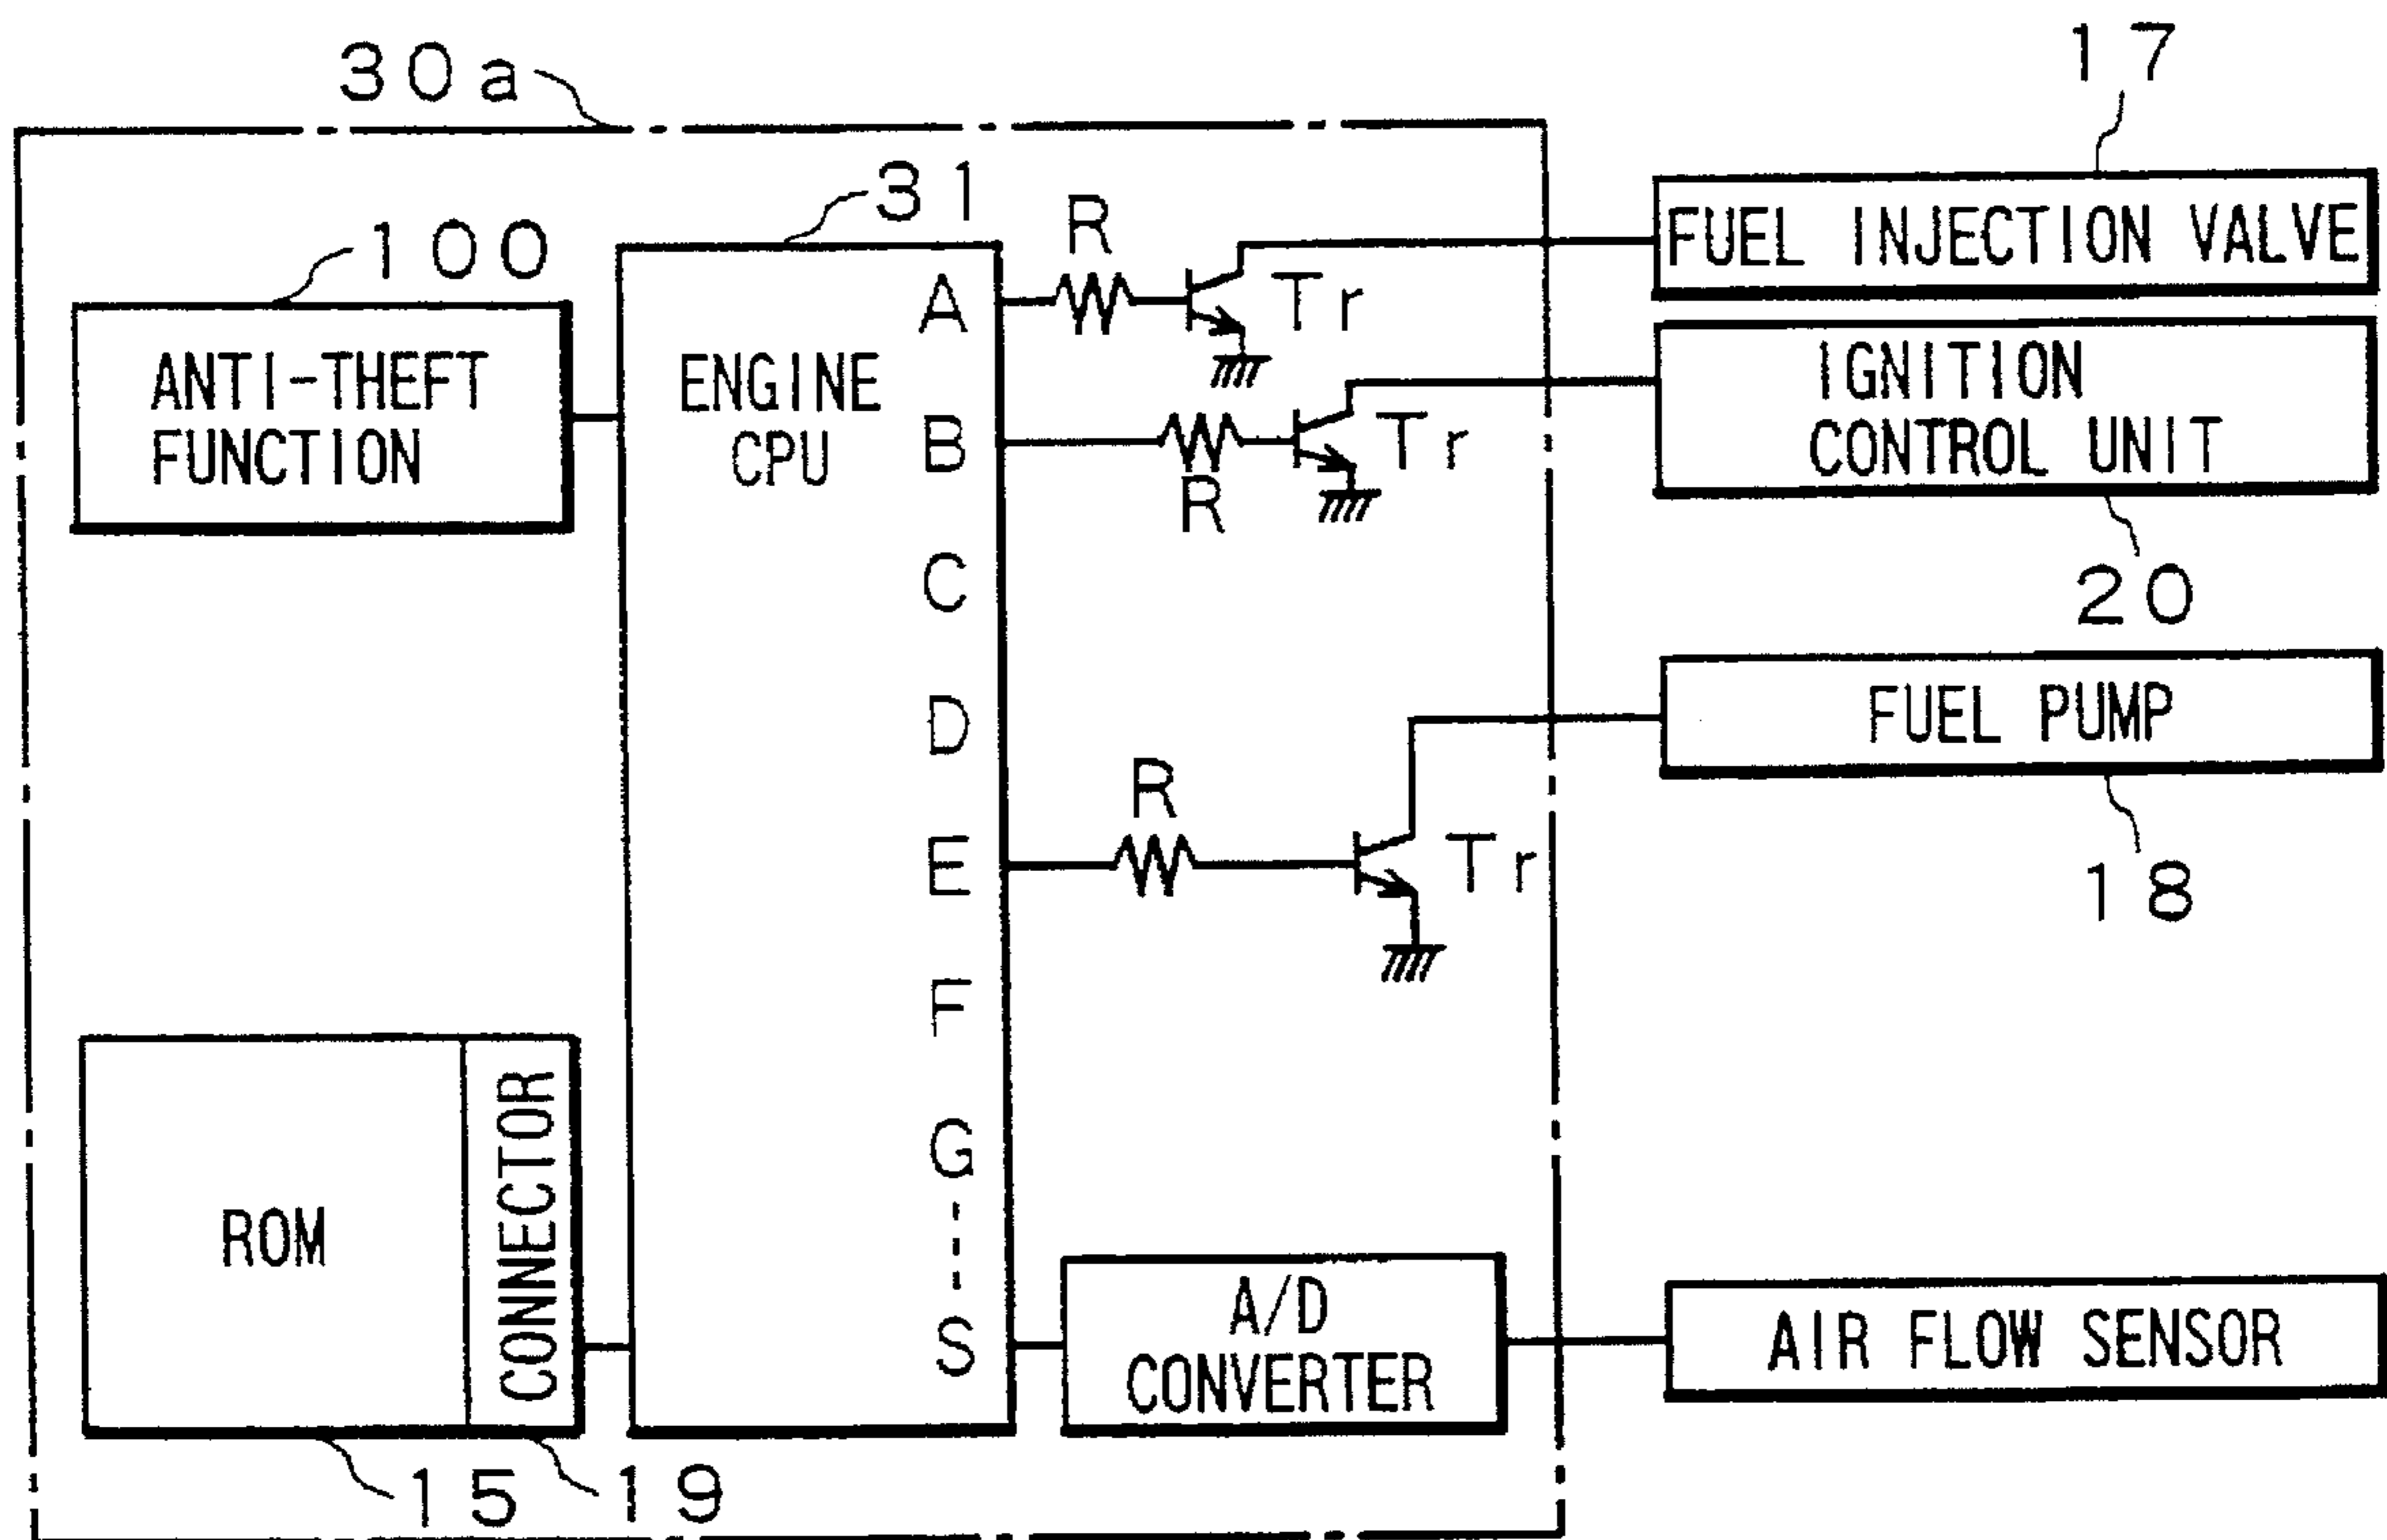 30a
17
31
R
FUEL INJECTION VALVE
100
A
Tr
ANTI-THEFT
FUNCTION
ENGINE
CPU
IGNITION
CONTROL UNIT
B
Tr
R
C
20
D
FUEL PUMP
R
E
Tr
18
F
G
ROM
CONNECTOR
S
A/D
CONVERTER
AIR FLOW SENSOR
15
19